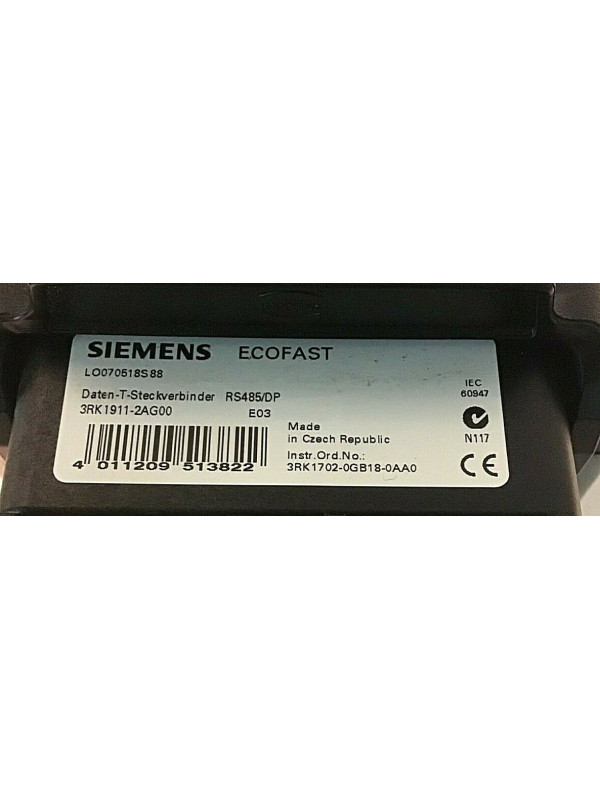 SIEMENS ECOFAST
LO070518S88
Daten-T-Steckverbinder RS485/DP
3RK1911-2AG00 E03
4 011209 513822
Made
in Czech Republic
Instr.Ord.No.:
3RK1702-0GB18-0AA0
IEC
60947
N117
CE